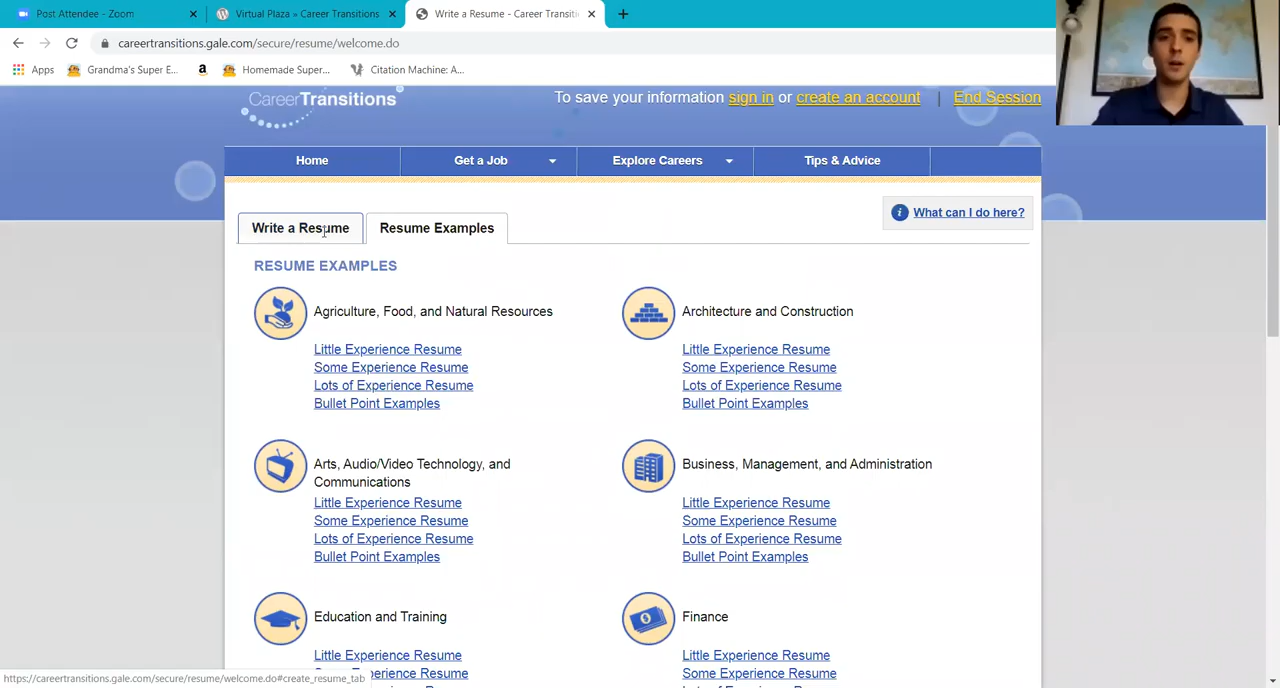 Post Attendee - Zoom
Virtual Plaza » Career Transitions
Write a Resume - Career Transiti
careertransitions.gale.com/secure/resume/welcome.do
Apps
Grandma's Super E...
Homemade Super...
Citation Machine: A...
CareerTransitions
To save your information sign in or create an account | End Session
Home
Get a Job
Explore Careers
Tips & Advice
Write a Resume
Resume Examples
What can I do here?
RESUME EXAMPLES
Agriculture, Food, and Natural Resources
Little Experience Resume
Some Experience Resume
Lots of Experience Resume
Bullet Point Examples
Architecture and Construction
Little Experience Resume
Some Experience Resume
Lots of Experience Resume
Bullet Point Examples
Arts, Audio/Video Technology, and
Communications
Little Experience Resume
Some Experience Resume
Lots of Experience Resume
Bullet Point Examples
Business, Management, and Administration
Little Experience Resume
Some Experience Resume
Lots of Experience Resume
Bullet Point Examples
Education and Training
Little Experience Resume
Experience Resume
Finance
Little Experience Resume
Some Experience Resume
https://careertransitions.gale.com/secure/resume/welcome.do#create_resume_tab